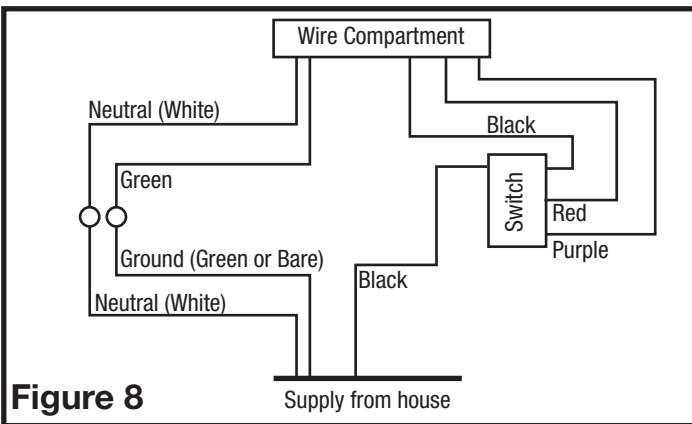 Wire Compartment
Neutral (White)
Black
Green
Switch
Red
Ground (Green or Bare)
Purple
Black
Neutral (White)
Figure 8
Supply from house